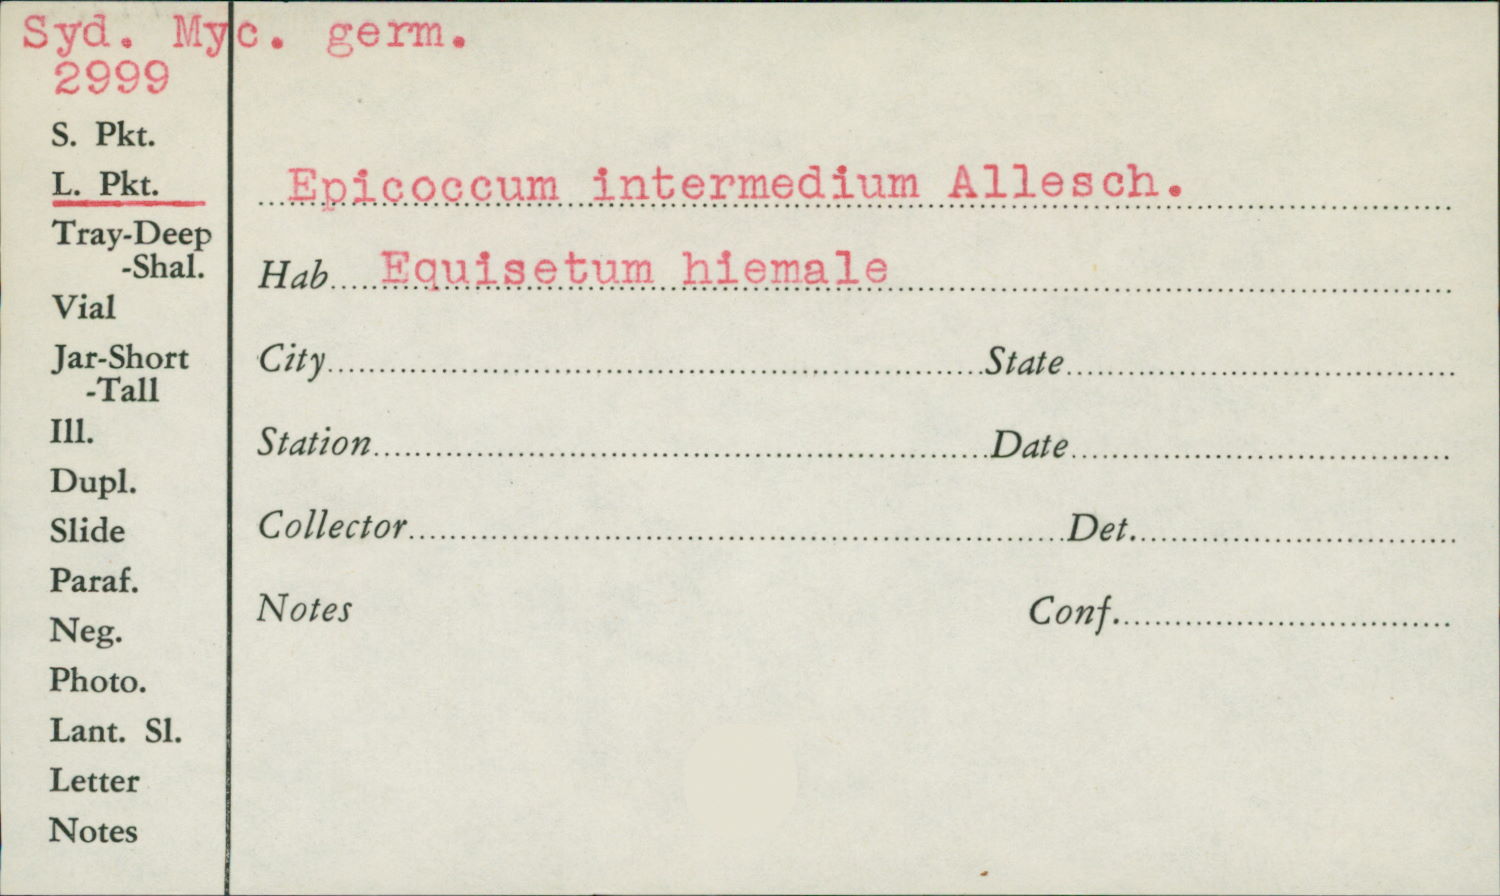 Syd. Myc. germ.
2999
S. Pkt.
L. Pkt.
Tray-Deep
-Shal.
Vial
Jar-Short
-Tall
Ill.
Dupl.
Slide
Paraf.
Neg.
Photo.
Lant. Sl.
Letter
Notes
Epicoccum intermedium Allesch.
Hab. Equisetum hiemale
City State
Station Date
Collector Det.
Notes Conf.